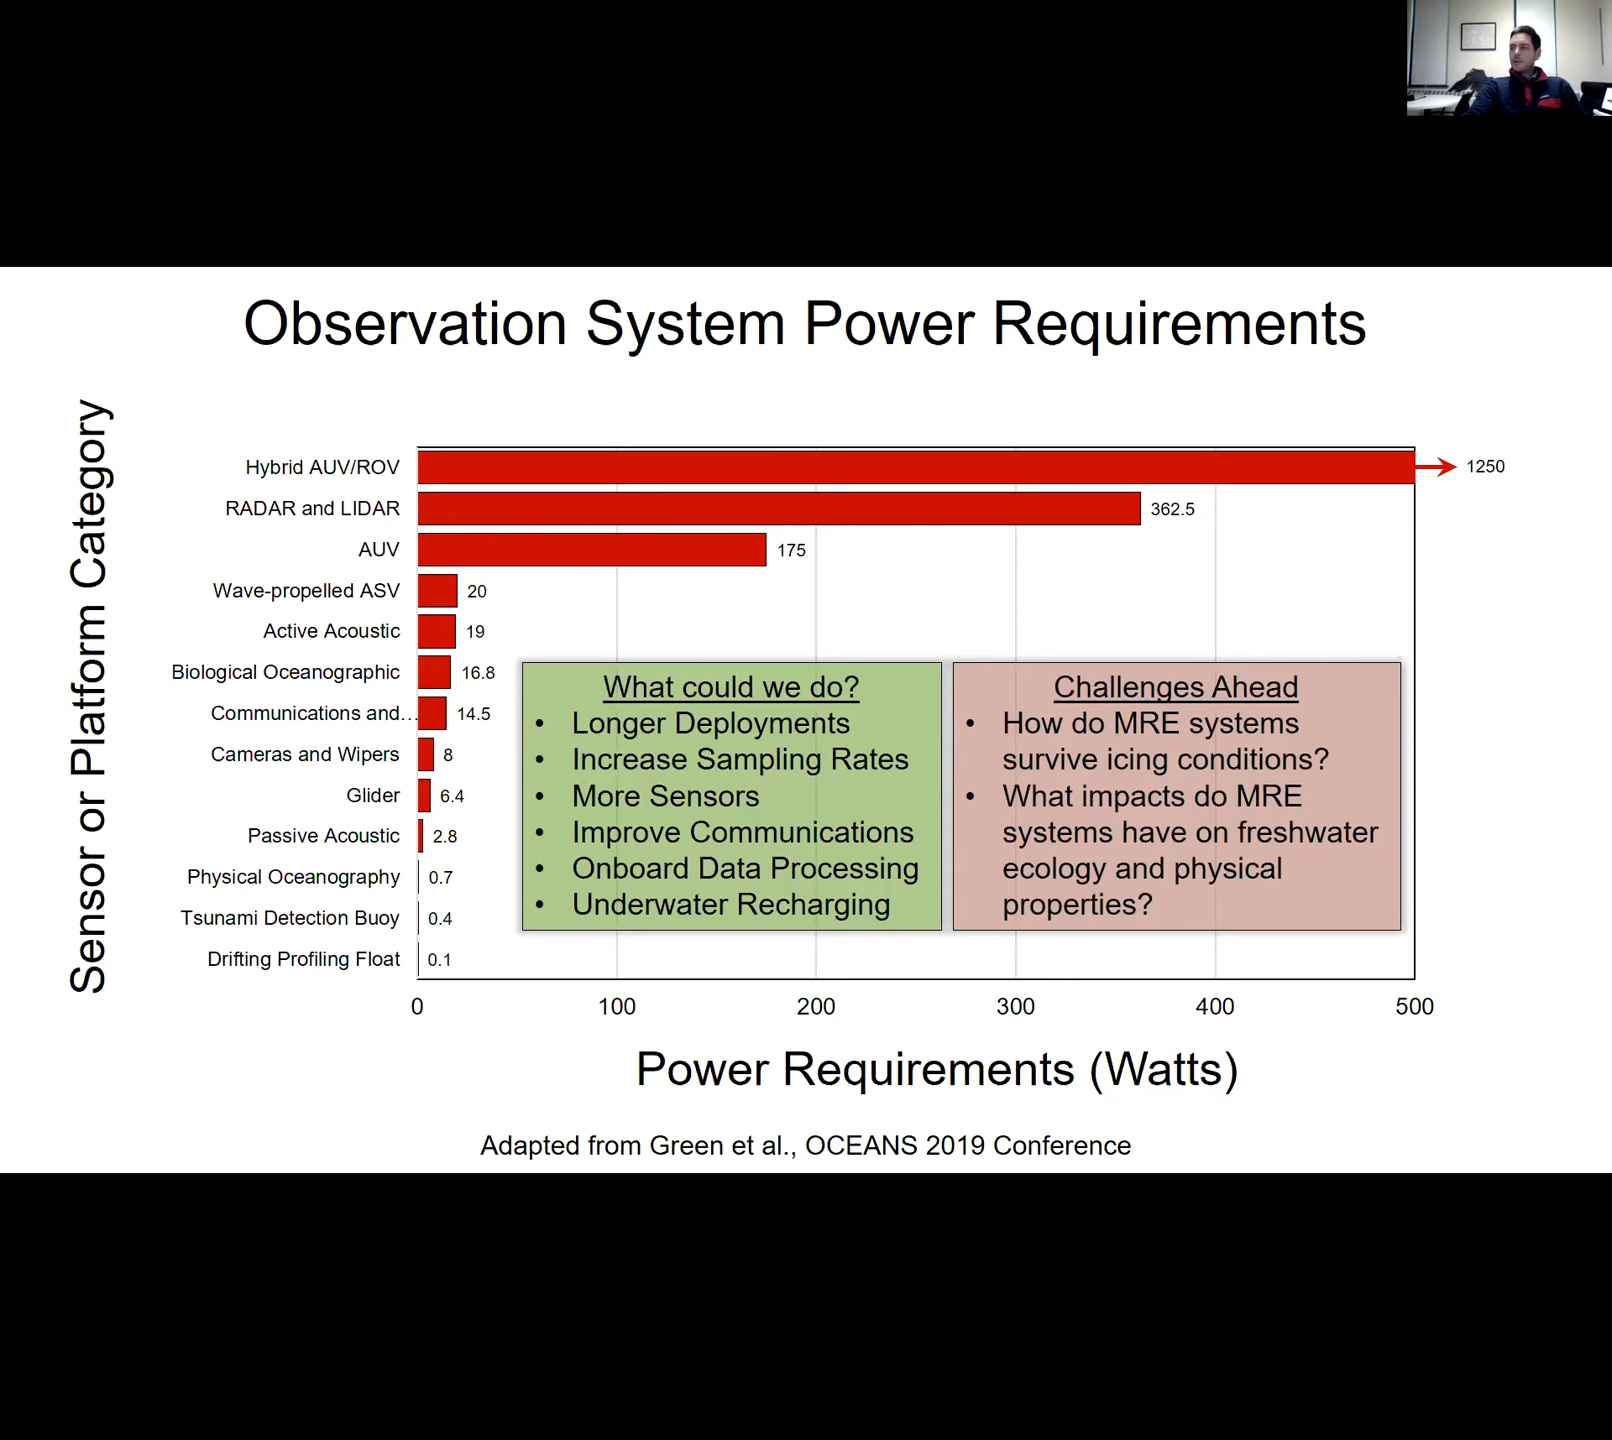 Observation System Power Requirements
Sensor or Platform Category
Hybrid AUV/ROV
1250
RADAR and LIDAR
362.5
AUV
175
Wave-propelled ASV
20
Active Acoustic
19
Biological Oceanographic
16.8
Communications and...
14.5
Cameras and Wipers
8
Glider
6.4
Passive Acoustic
2.8
Physical Oceanography
0.7
Tsunami Detection Buoy
0.4
Drifting Profiling Float
0.1
What could we do?
• Longer Deployments
• Increase Sampling Rates
• More Sensors
• Improve Communications
• Onboard Data Processing
• Underwater Recharging
Challenges Ahead
• How do MRE systems
survive icing conditions?
• What impacts do MRE
systems have on freshwater
ecology and physical
properties?
0 100 200 300 400 500
Power Requirements (Watts)
Adapted from Green et al., OCEANS 2019 Conference